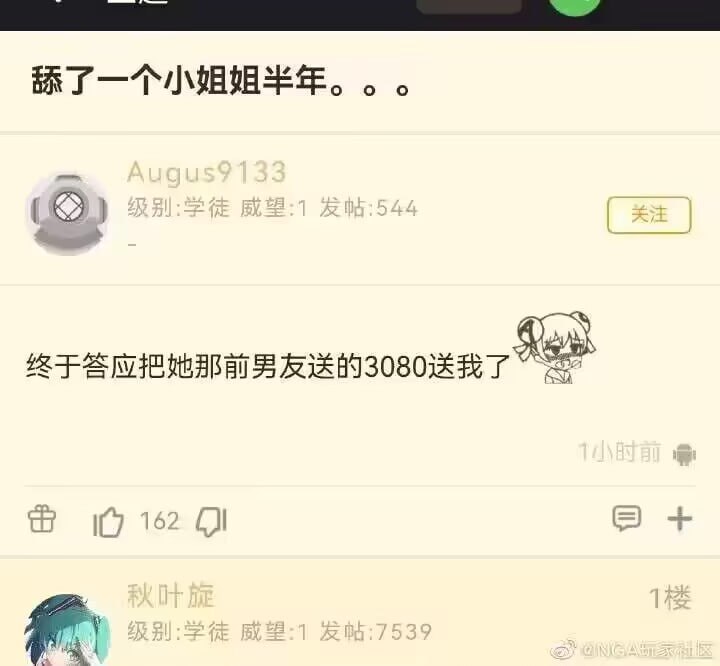 舔了一个小姐姐半年。。。
Augus9133
级别:学徒 威望:1 发帖:544
关注
-
终于答应把她那前男友送的3080送我了
1小时前
162
秋叶旋
1楼
级别:学徒 威望:1 发帖:7539
@NGA玩家社区